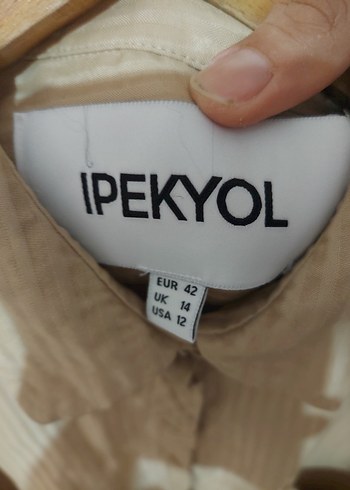 IPEKYOL
EUR 42
UK 14
USA 12